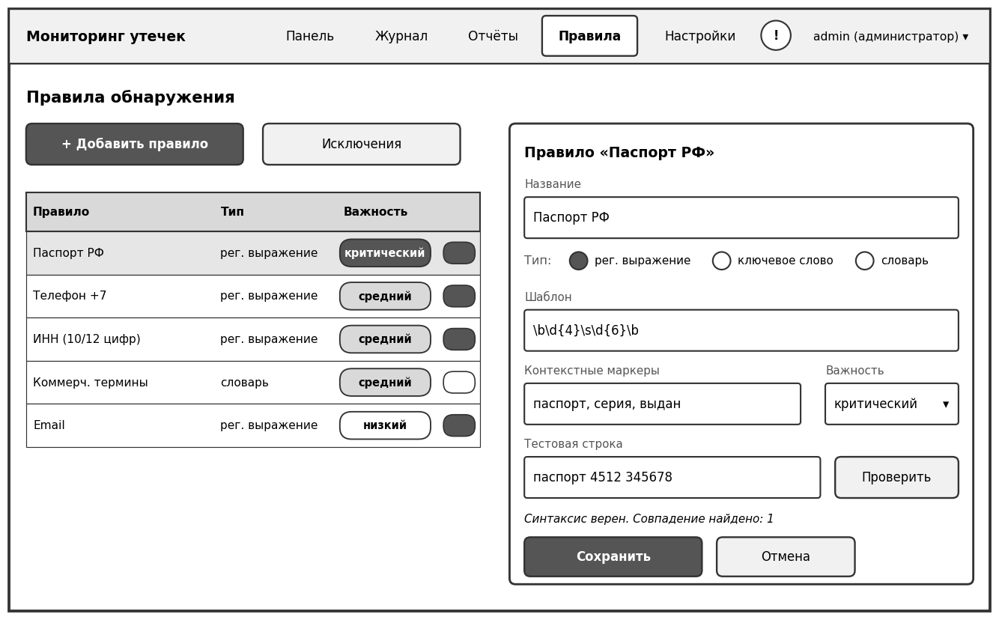 Мониторинг утечек Панель Журнал Отчёты Правила Настройки ! admin (администратор) ▾
Правила обнаружения
+ Добавить правило Исключения
Правило Тип Важность
Паспорт РФ рег. выражение критический
Телефон +7 рег. выражение средний
ИНН (10/12 цифр) рег. выражение средний
Коммерч. термины словарь средний
Email рег. выражение низкий
Правило «Паспорт РФ»
Название
Паспорт РФ
Тип: рег. выражение ключевое слово словарь
Шаблон
\b\d{4}\s\d{6}\b
Контекстные маркеры Важность
паспорт, серия, выдан критический ▾
Тестовая строка
паспорт 4512 345678 Проверить
Синтаксис верен. Совпадение найдено: 1
Сохранить Отмена